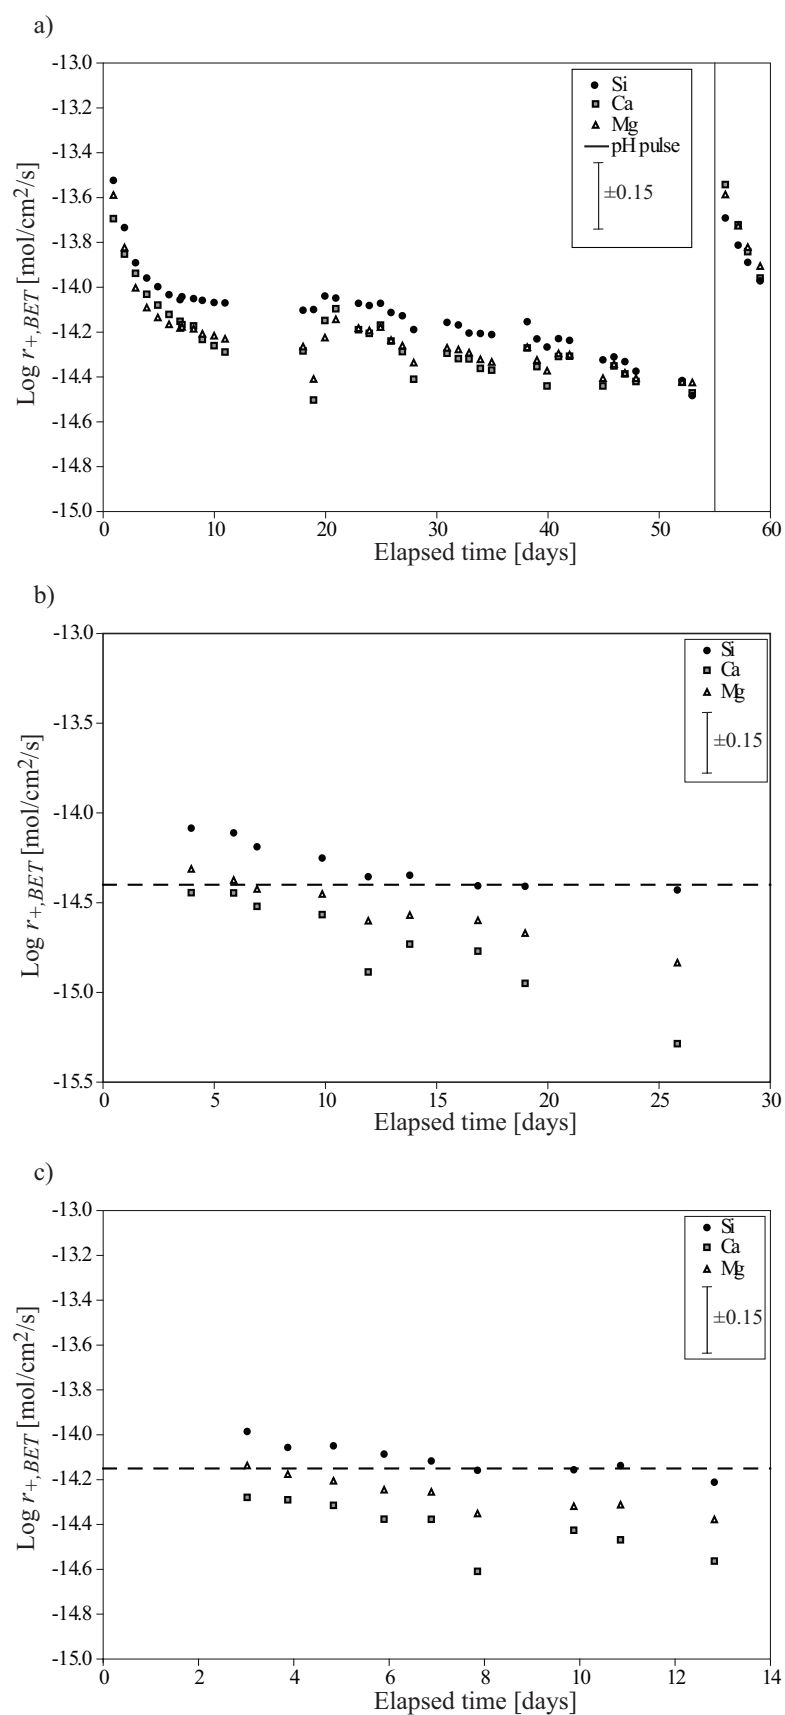 a)
-13.0
-13.2
-13.4
-13.6
-13.8
-14.0
-14.2
-14.4
-14.6
-14.8
-15.0
Log r+,BET [mol/cm2/s]
Si
Ca
Mg
pH pulse
±0.15
0 10 20 30 40 50 60
Elapsed time [days]
b)
-13.0
-13.5
-14.0
-14.5
-15.0
-15.5
Log r+,BET [mol/cm2/s]
Si
Ca
Mg
±0.15
0 5 10 15 20 25 30
Elapsed time [days]
c)
-13.0
-13.2
-13.4
-13.6
-13.8
-14.0
-14.2
-14.4
-14.6
-14.8
-15.0
Log r+,BET [mol/cm2/s]
Si
Ca
Mg
±0.15
0 2 4 6 8 10 12 14
Elapsed time [days]